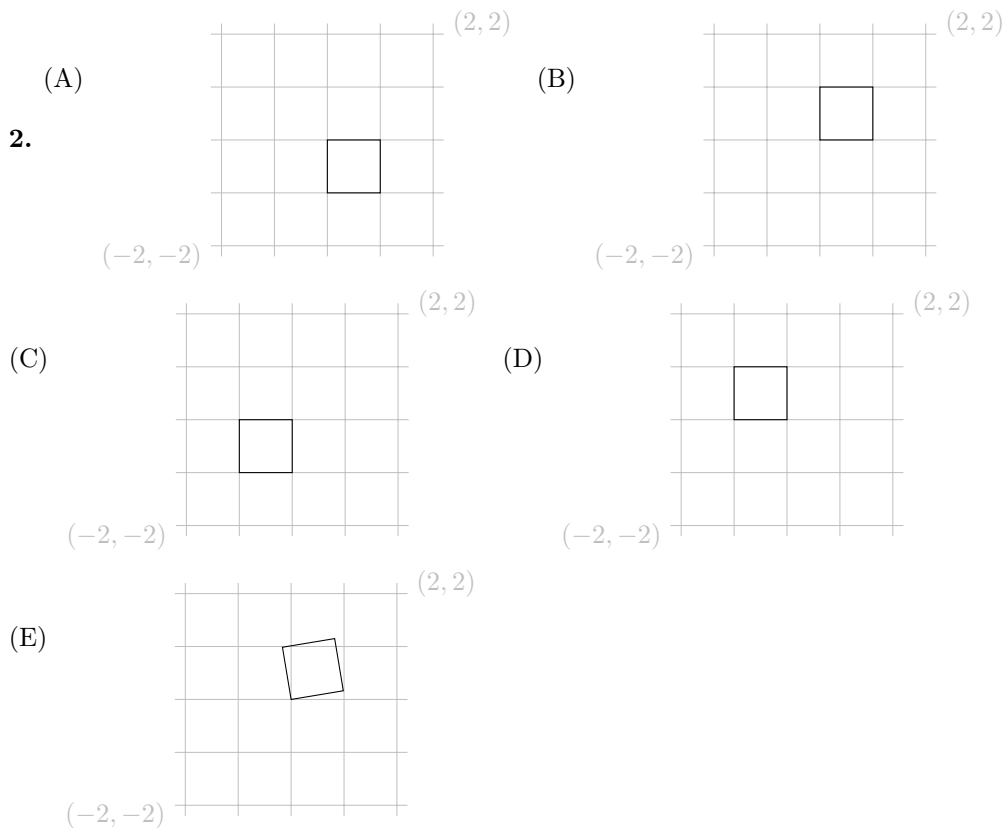 (2, 2) (2, 2)
(A) (B)
2.
(−2, −2) (−2, −2)
(2, 2) (2, 2)
(C) (D)
(−2, −2) (−2, −2)
(2, 2)
(E)
(−2, −2)